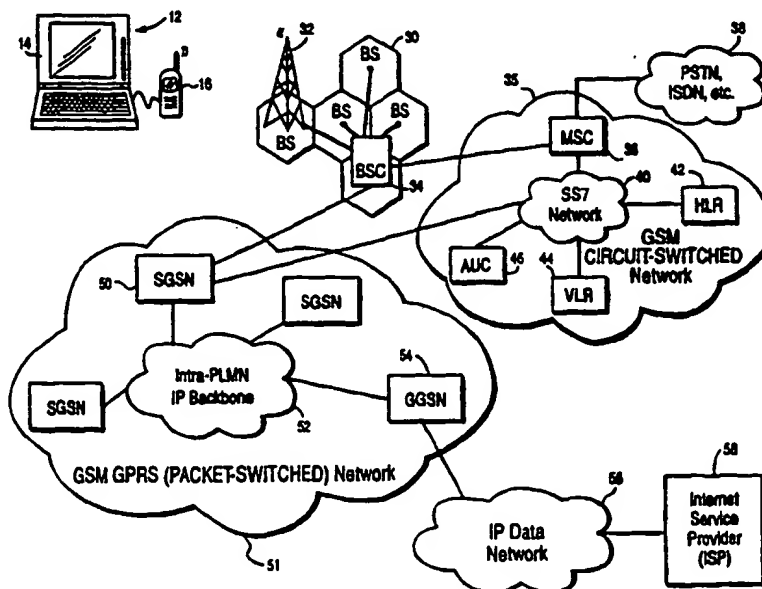 12
14
16
32
30
BS
BS
BS
BS
BSC
34
35
38
PSTN,
ISDN, etc.
MSC
36
SS7
Network
40
42
HLR
GSM
CIRCUIT-SWITCHED
Network
AUC
46
44
VLR
50
SGSN
SGSN
SGSN
Intra-PLMN
IP Backbone
52
54
GGSN
GSM GPRS (PACKET-SWITCHED) Network
51
56
IP Data
Network
58
Internet
Service
Provider
(ISP)